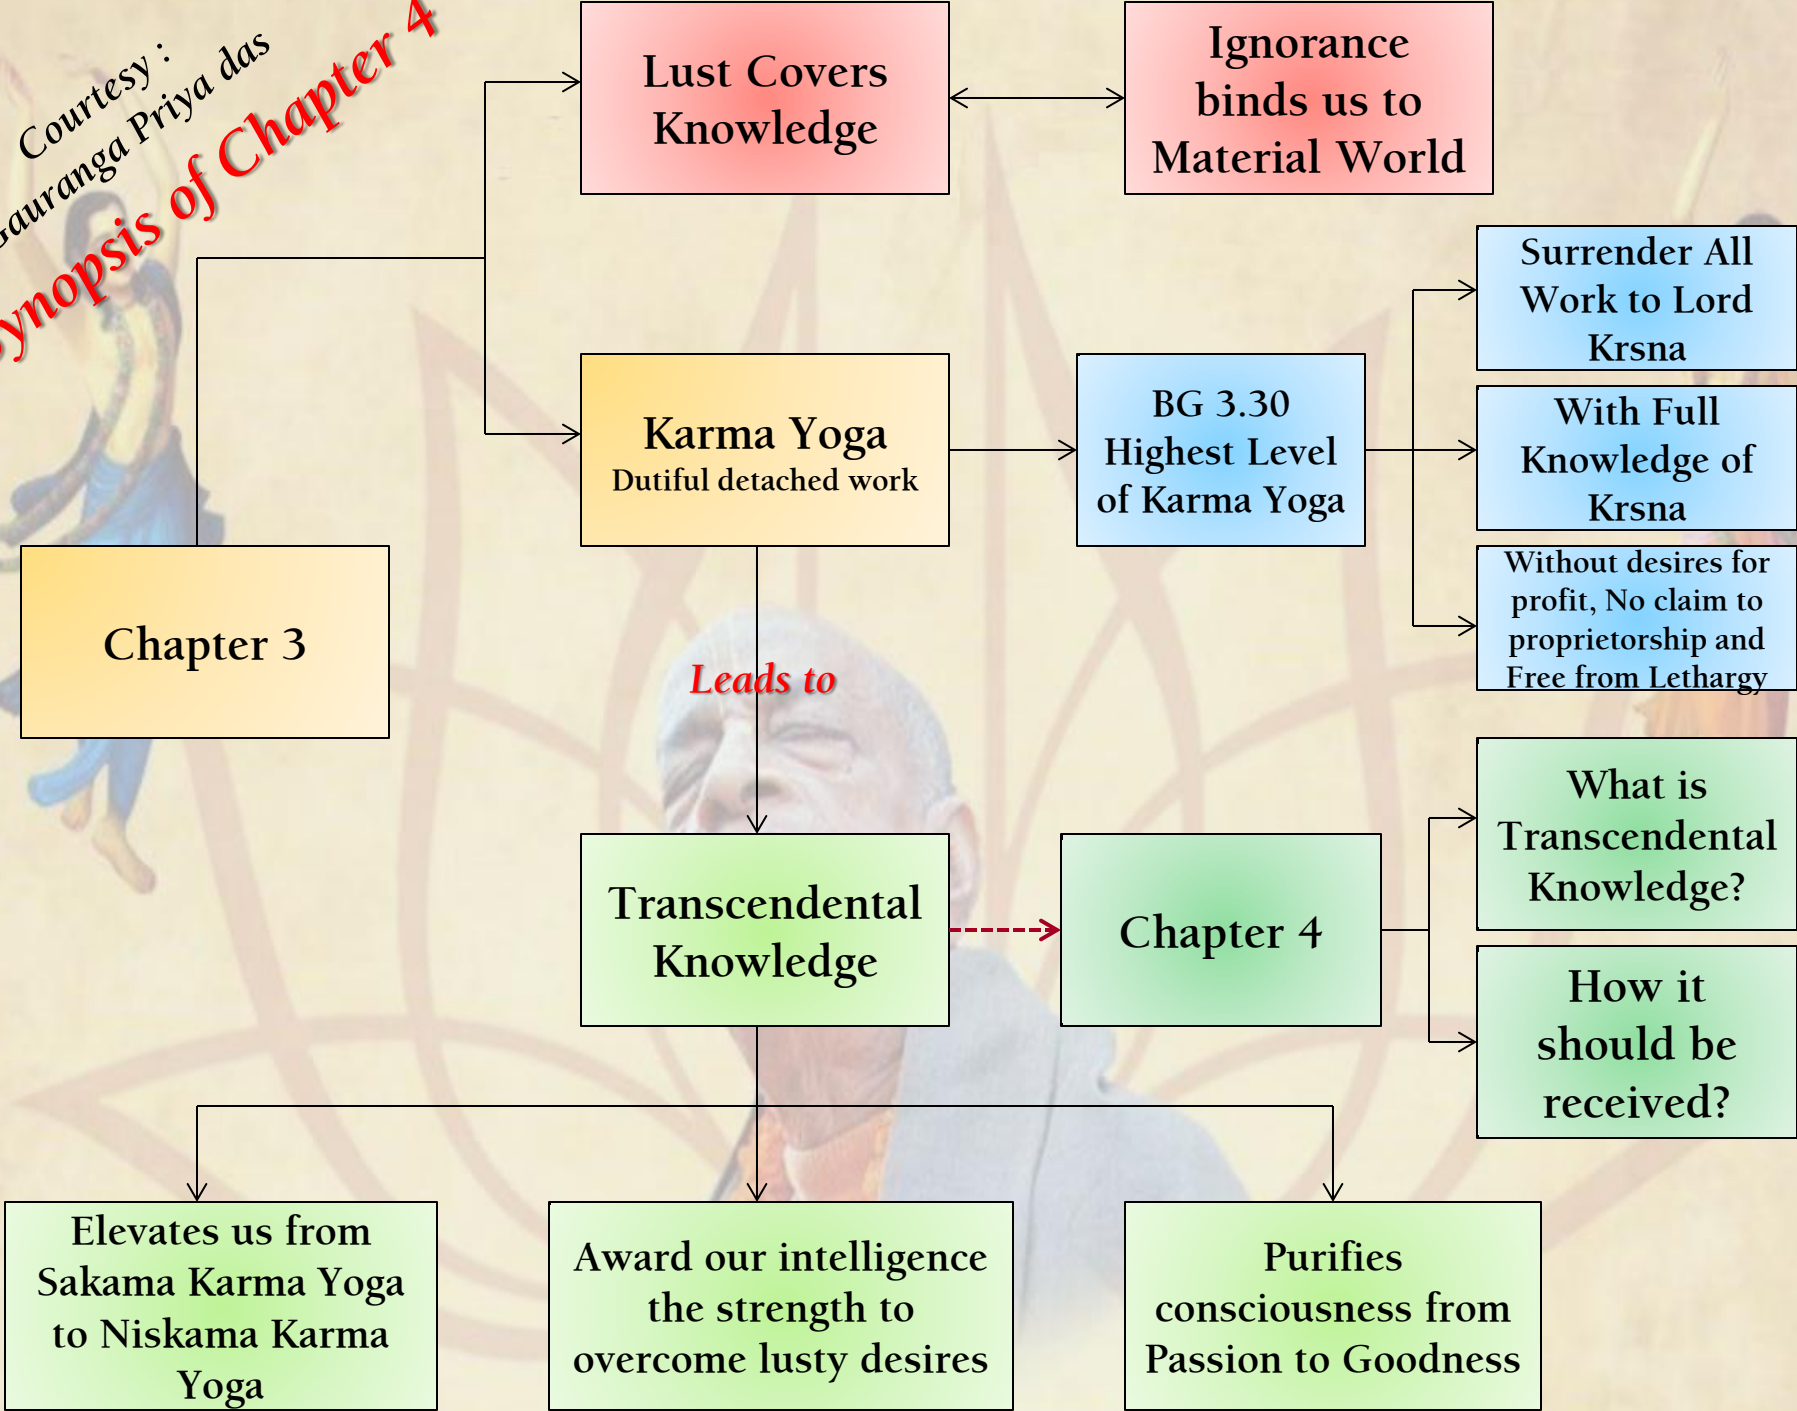 Courtesy :
Gauranga Priya das
Synopsis of Chapter 4
Lust Covers
Knowledge
Ignorance
binds us to
Material World
Karma Yoga
Dutiful detached work
BG 3.30
Highest Level
of Karma Yoga
Surrender All
Work to Lord
Krsna
With Full
Knowledge of
Krsna
Without desires for
profit, No claim to
proprietorship and
Free from Lethargy
Chapter 3
Leads to
Transcendental
Knowledge
Chapter 4
What is
Transcendental
Knowledge?
How it
should be
received?
Elevates us from
Sakama Karma Yoga
to Niskama Karma
Yoga
Award our intelligence
the strength to
overcome lusty desires
Purifies
consciousness from
Passion to Goodness